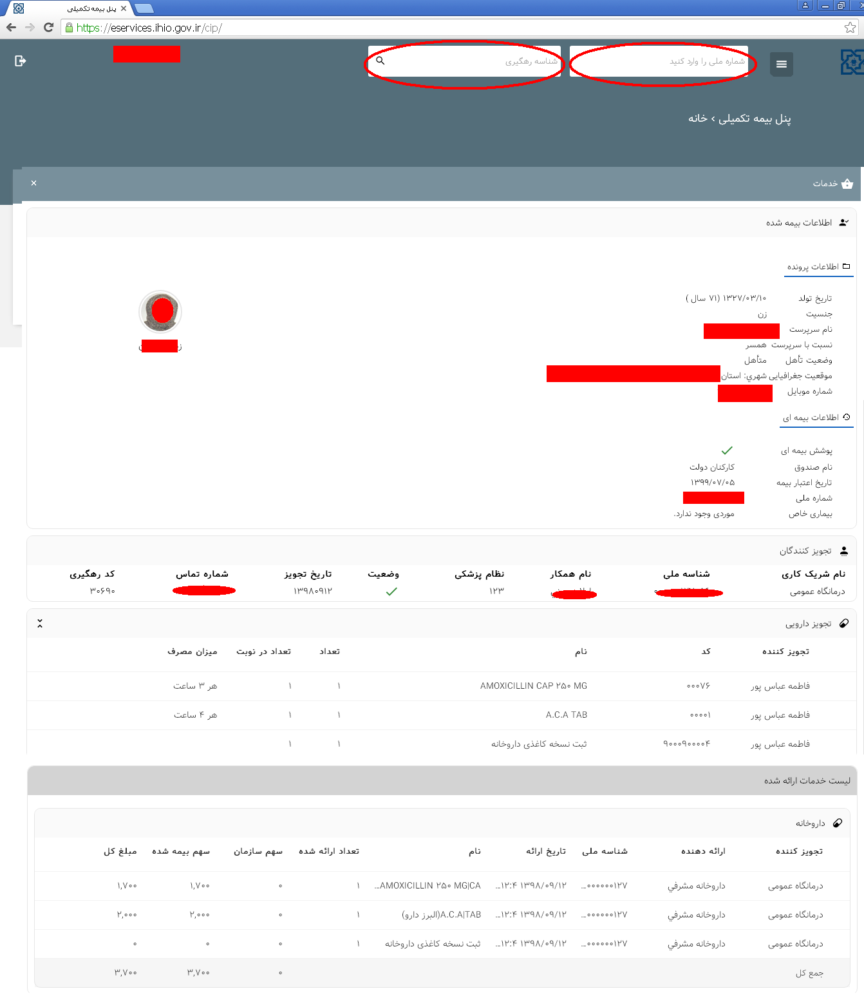 پنل بیمه تکمیلی
https://eservices.ihio.gov.ir/cip/
شماره ملی را وارد کنید
شناسه رهگیری
پنل بیمه تکمیلی › خانه
خدمات
اطلاعات بیمه شده
اطلاعات پرونده
تاریخ تولد ۱۳۲۷/۰۳/۱۰ (۷۱ سال )
جنسیت زن
نام سرپرست
نسبت با سرپرست همسر
وضعیت تأهل متأهل
موقعیت جغرافیایی شهري: استان
شماره موبایل
اطلاعات بیمه ای
پوشش بیمه ای
نام صندوق کارکنان دولت
تاریخ اعتبار بیمه ۱۳۹۹/۰۷/۰۵
شماره ملی
بیماری خاص موردی وجود ندارد.
تجویز کنندگان
نام شریک کاری شناسه ملی نام همکار نظام پزشکی وضعیت تاریخ تجویز شماره تماس کد رهگیری
درمانگاه عمومی ۱۲۳ ۱۳۹۸۰۹۱۲ ۳۰۶۹۰
تجویز دارویی
تجویز کننده کد نام تعداد تعداد در نوبت میزان مصرف
فاطمه عباس پور ۰۰۰۷۶ AMOXICILLIN CAP ۲۵۰ MG ۱ ۱ هر ۳ ساعت
فاطمه عباس پور ۰۰۰۰۱ A.C.A TAB ۱ ۱ هر ۴ ساعت
فاطمه عباس پور ۹۰۰۰۹۰۰۰۰۴ ثبت نسخه کاغذی داروخانه ۱ ۱
لیست خدمات ارائه شده
داروخانه
تجویز کننده ارائه دهنده شناسه ملی تاریخ ارائه نام تعداد ارائه شده سهم سازمان سهم بیمه شده مبلغ کل
درمانگاه عمومی داروخانه مشرفي ۰۰۰۰۰۰۱۲۷... ۱۳۹۸/۰۹/۱۲ ۱۲:۴... AMOXICILLIN ۲۵۰ MG|CA... ۱ ۰ ۱,۷۰۰ ۱,۷۰۰
درمانگاه عمومی داروخانه مشرفي ۰۰۰۰۰۰۱۲۷... ۱۳۹۸/۰۹/۱۲ ۱۲:۴... A.C.A|TAB(البرز دارو) ۱ ۰ ۲,۰۰۰ ۲,۰۰۰
درمانگاه عمومی داروخانه مشرفي ۰۰۰۰۰۰۱۲۷... ۱۳۹۸/۰۹/۱۲ ۱۲:۴... ثبت نسخه کاغذی داروخانه ۱ ۰ ۰ ۰
جمع کل ۰ ۳,۷۰۰ ۳,۷۰۰